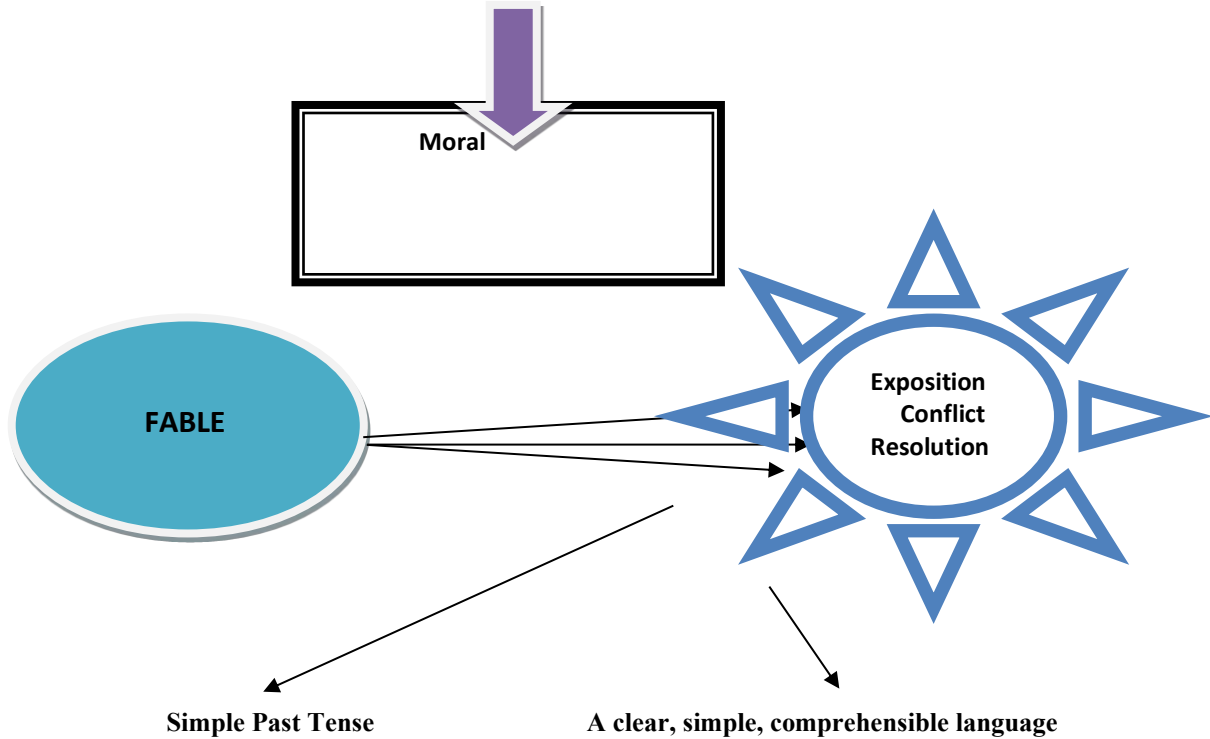 Moral
FABLE
Exposition
Conflict
Resolution
Simple Past Tense
A clear, simple, comprehensible language